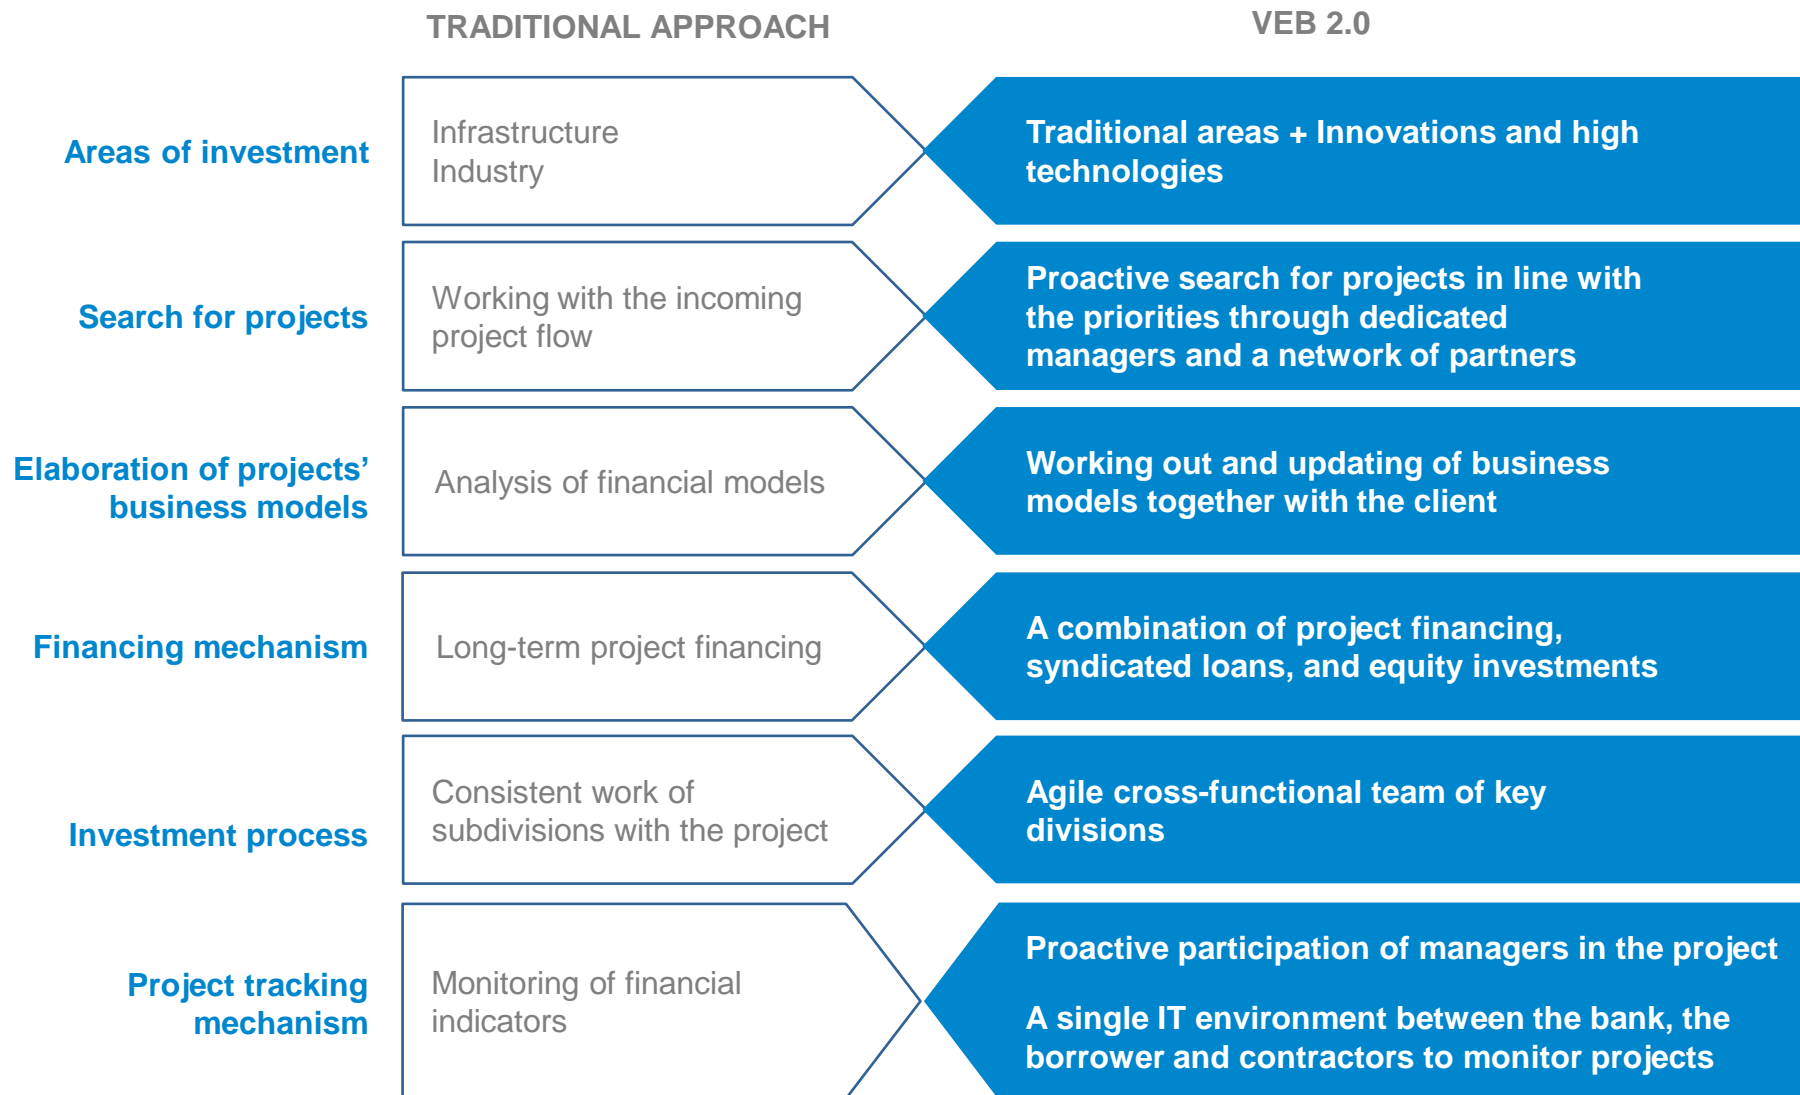 TRADITIONAL APPROACH
VEB 2.0
Areas of investment
Infrastructure
Industry
Traditional areas + Innovations and high
technologies
Search for projects
Working with the incoming
project flow
Proactive search for projects in line with
the priorities through dedicated
managers and a network of partners
Elaboration of projects’
business models
Analysis of financial models
Working out and updating of business
models together with the client
Financing mechanism
Long-term project financing
A combination of project financing,
syndicated loans, and equity investments
Investment process
Consistent work of
subdivisions with the project
Agile cross-functional team of key
divisions
Project tracking
mechanism
Monitoring of financial
indicators
Proactive participation of managers in the project
A single IT environment between the bank, the
borrower and contractors to monitor projects